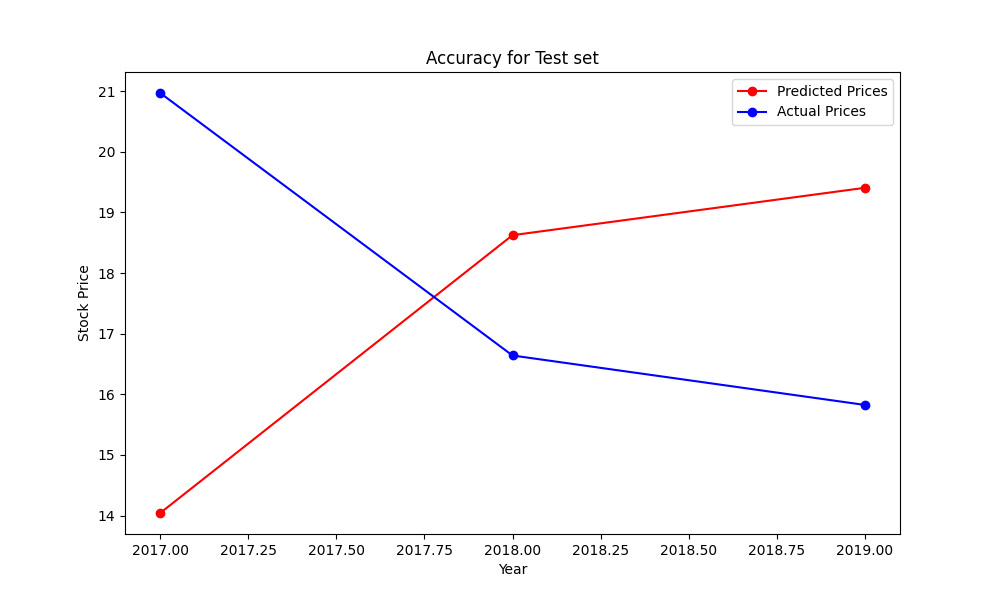 Accuracy for Test set
Predicted Prices
Actual Prices
21
20
19
18
17
16
15
14
Stock Price
2017.00 2017.25 2017.50 2017.75 2018.00 2018.25 2018.50 2018.75 2019.00
Year